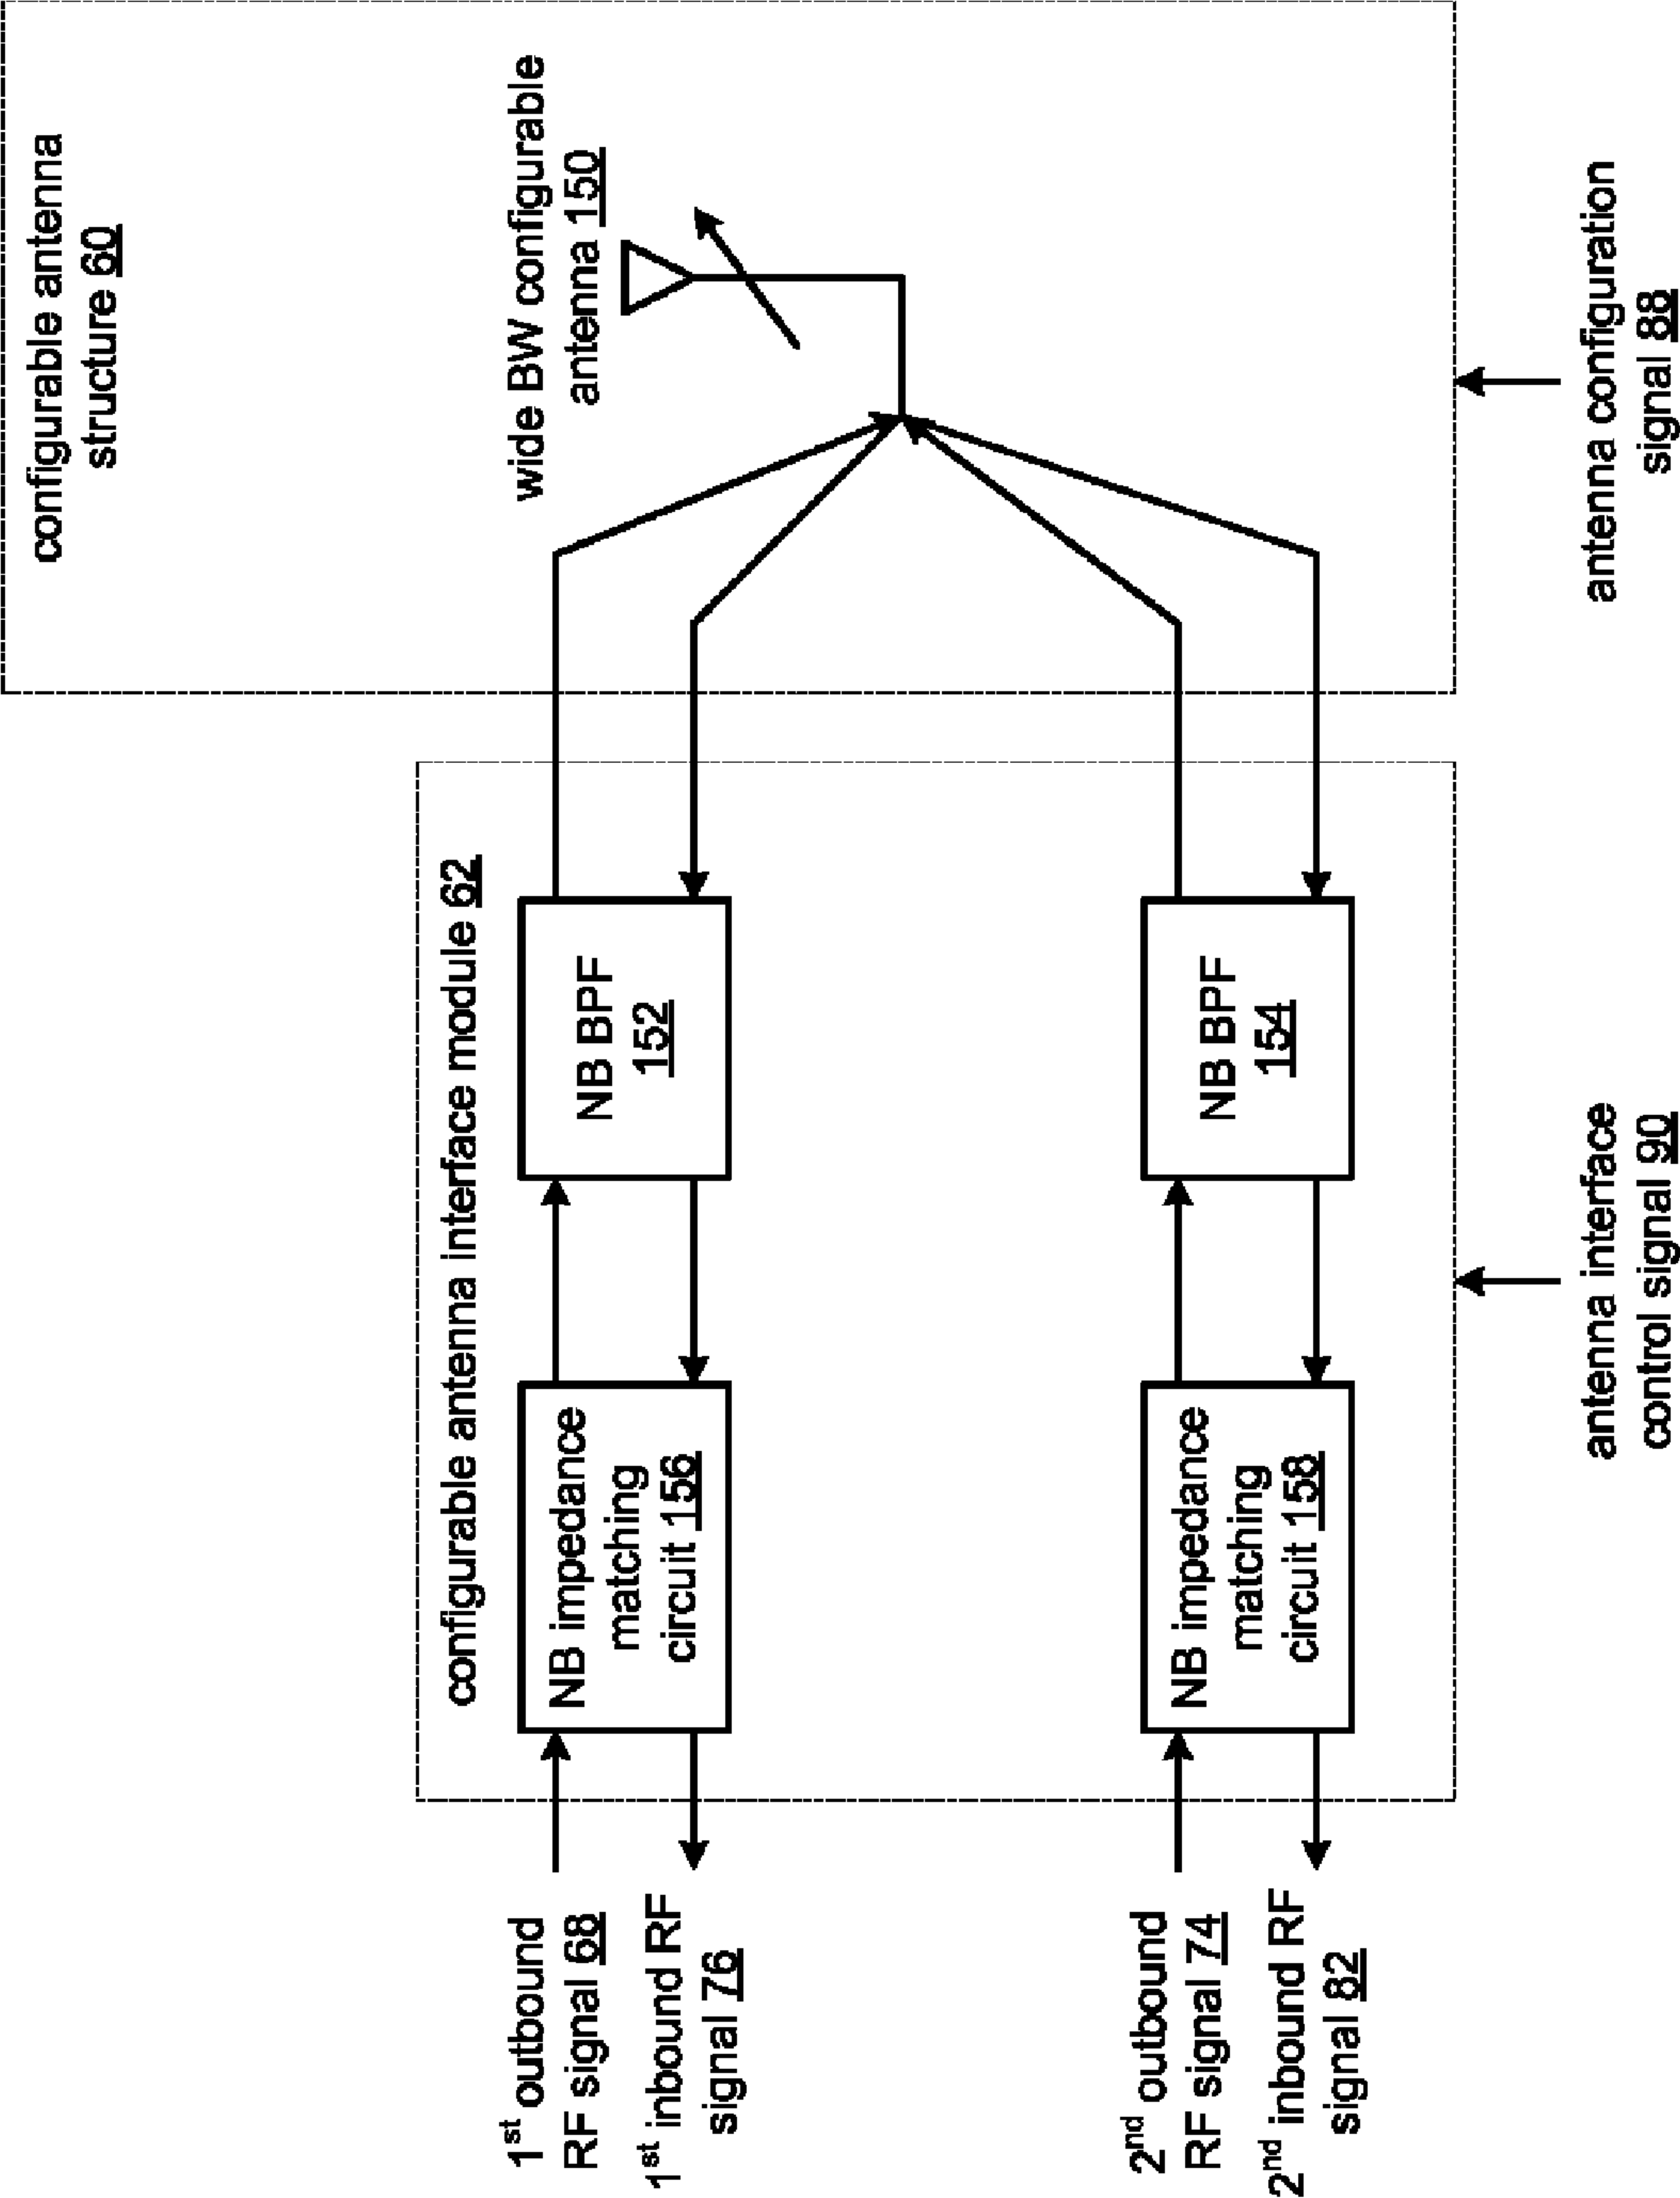 configurable antenna
structure 60
wide BW configurable
antenna 150
configurable antenna interface module 62
1st outbound
RF signal 68
1st inbound RF
signal 76
NB impedance
matching
circuit 156
NB BPF
152
2nd outbound
RF signal 74
2nd inbound RF
signal 82
NB impedance
matching
circuit 158
NB BPF
154
antenna interface
control signal 90
antenna configuration
signal 88